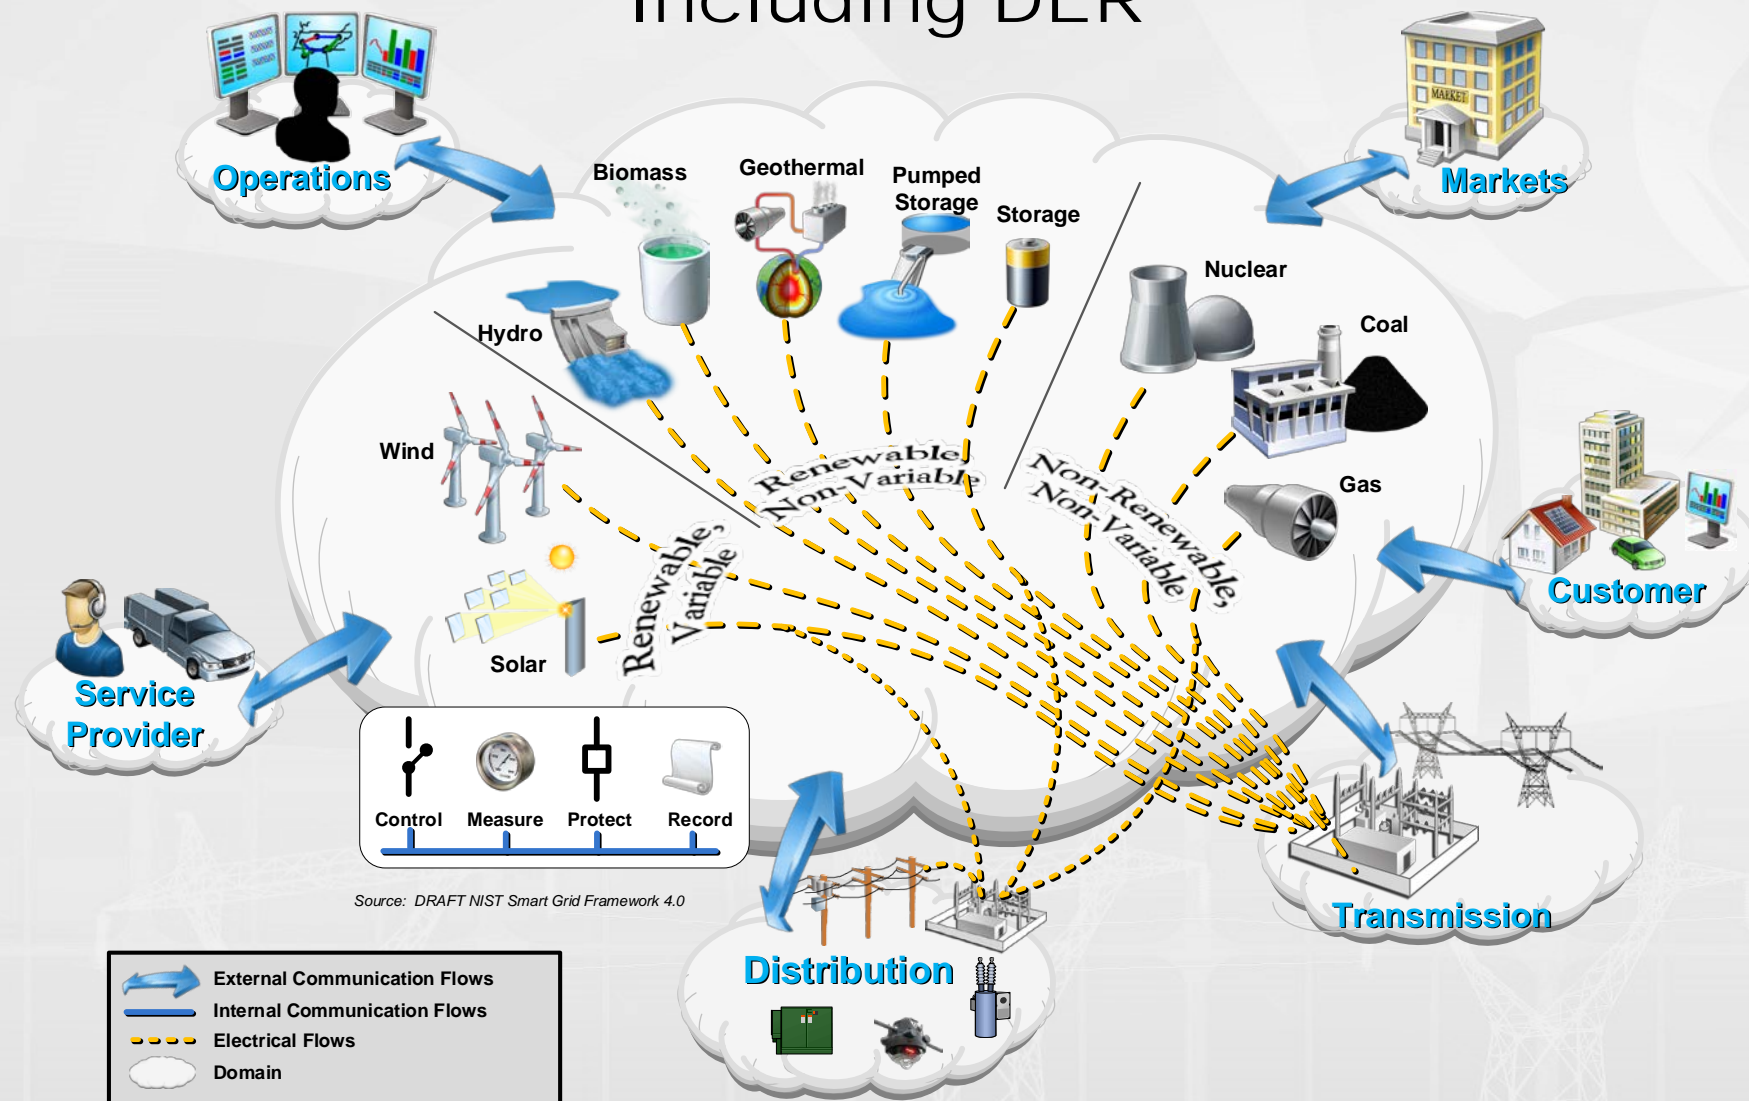 Including DER
Operations
MARKET
Markets
Biomass
Geothermal
Pumped
Storage
Storage
Nuclear
Hydro
Coal
Wind
Gas
Renewable,
Non-Variable
Non-Renewable,
Non-Variable
Renewable,
Variable
Customer
Solar
Service
Provider
Control
Measure
Protect
Record
Source: DRAFT NIST Smart Grid Framework 4.0
Transmission
Distribution
External Communication Flows
Internal Communication Flows
Electrical Flows
Domain